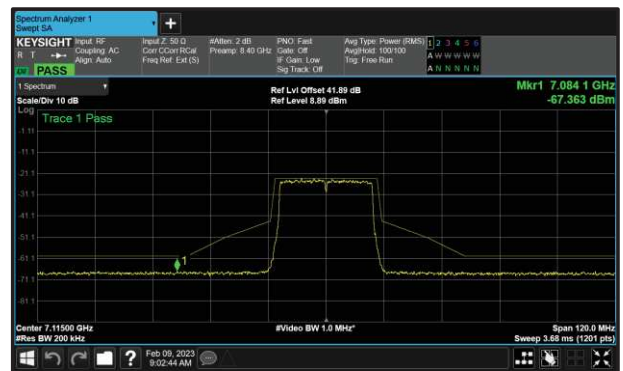 Spectrum Analyzer 1
Swept SA
+
KEYSIGHT
R T
PASS
Input: RF
Coupling: AC
Align: Auto
Input Z: 50 Ω
Corr CCorr RCal
Freq Ref: Ext (S)
#Atten: 2 dB
Preamp: 8.40 GHz
PNO: Fast
Gate: Off
IF Gain: Low
Sig Track: Off
Avg Type: Power (RMS)
Avg|Hold: 100/100
Trig: Free Run
1 2 3 4 5 6
A W W W W W
A N N N N N
1 Spectrum
Scale/Div 10 dB
Ref Lvl Offset 41.89 dB
Ref Level 8.89 dBm
Mkr1 7.084 1 GHz
-67.363 dBm
Log
Trace 1 Pass
-1.11
-11.1
-21.1
-31.1
-41.1
-51.1
-61.1
-71.1
-81.1
1
Center 7.11500 GHz
#Res BW 200 kHz
#Video BW 1.0 MHz*
Span 120.0 MHz
Sweep 3.68 ms (1201 pts)
?
Feb 09, 2023
9:02:44 AM